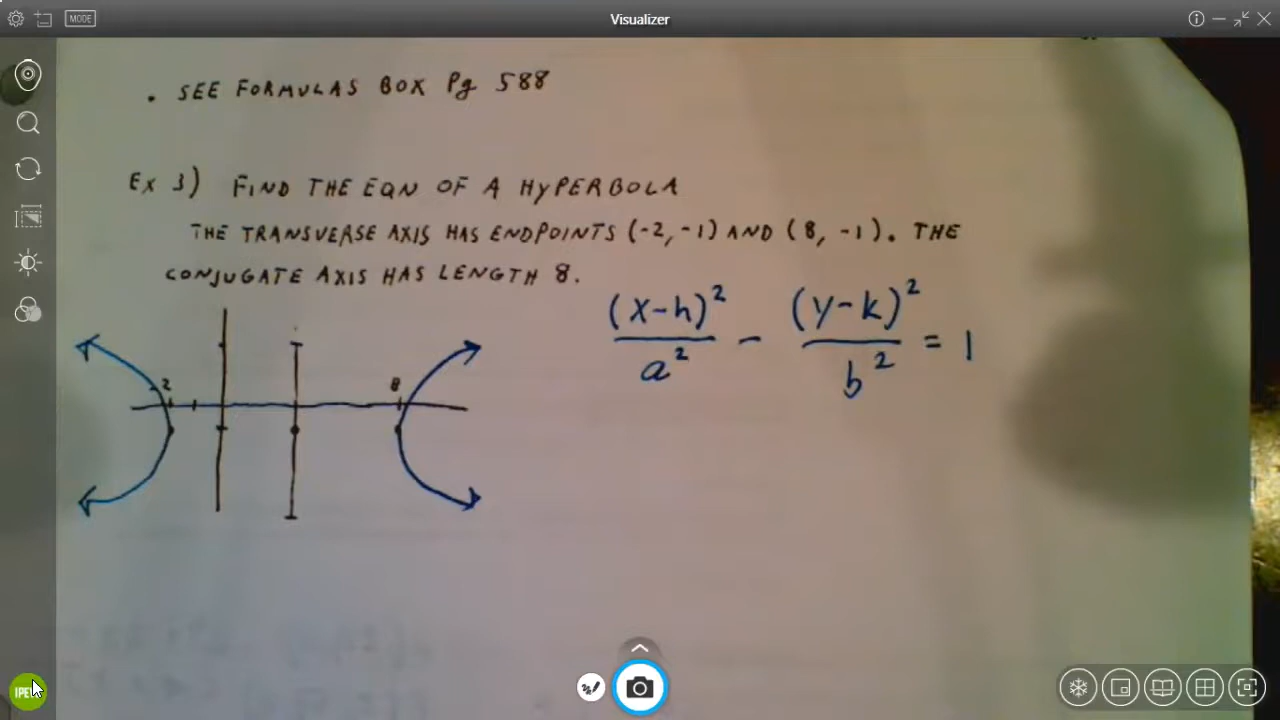 MODE
Visualizer
. SEE FORMULAS BOX Pg 588
EX 3) FIND THE EQN OF A HYPERBOLA
THE TRANSVERSE AXIS HAS ENDPOINTS (-2, -1) AND (8, -1). THE
CONJUGATE AXIS HAS LENGTH 8.
(x-h)² / a² - (y-k)² / b² = 1
-2 8